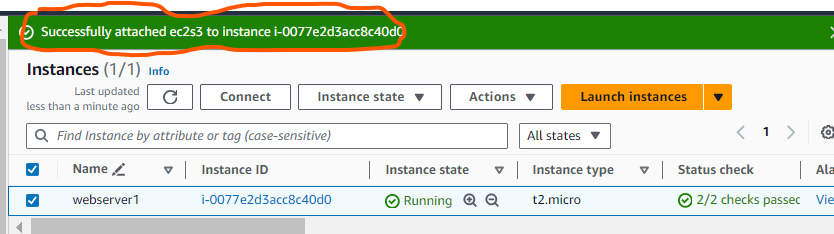 Successfully attached ec2s3 to instance i-0077e2d3acc8c40d0
Instances (1/1) Info
Last updated
less than a minute ago
Connect
Instance state
Actions
Launch instances
Find Instance by attribute or tag (case-sensitive)
All states
1
Name
Instance ID
Instance state
Instance type
Status check
Ala
webserver1
i-0077e2d3acc8c40d0
Running
t2.micro
2/2 checks passec
Vie